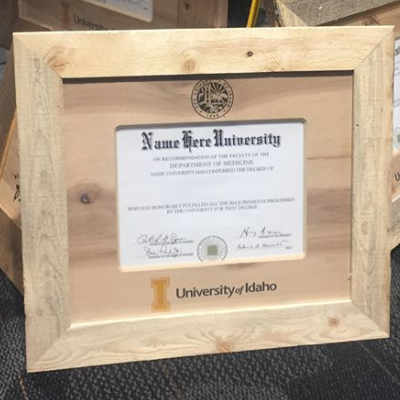 Name Here University
ON RECOMMENDATION OF THE FACULTY OF THE
DEPARTMENT OF MEDICINE
NAME UNIVERSITY HAS CONFERRED THE DEGREE OF
WHO HAS HONORABLY FULFILLED ALL THE REQUIREMENTS PRESCRIBED
BY THE UNIVERSITY FOR THAT DEGREE
I University of Idaho